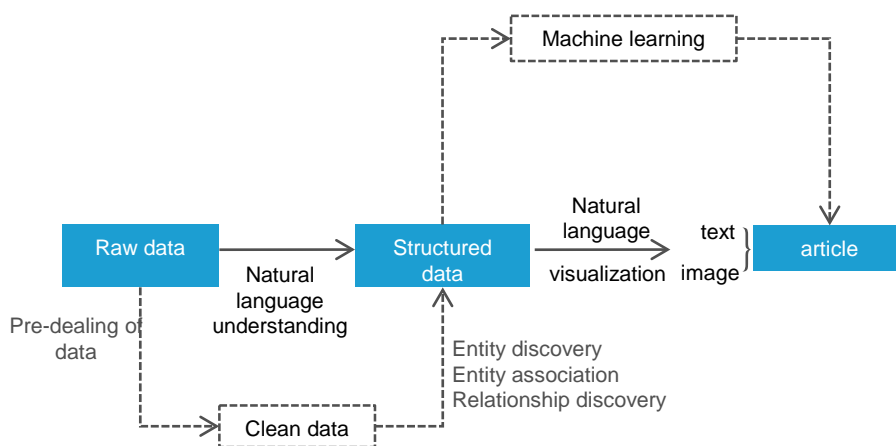 Machine learning
Raw data
Natural
language
understanding
Structured
data
Natural
language
visualization
text
image
article
Pre-dealing of
data
Clean data
Entity discovery
Entity association
Relationship discovery